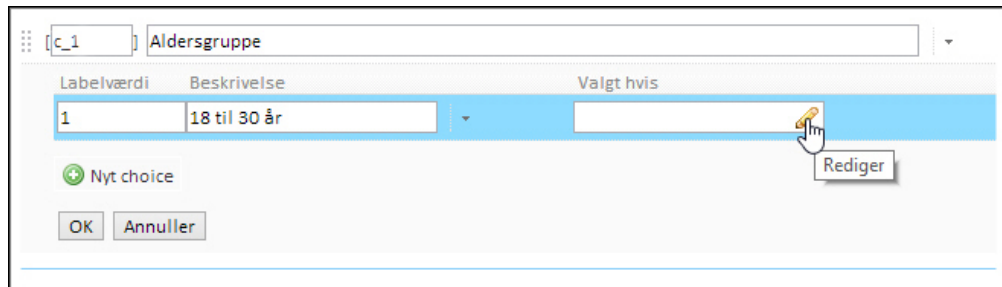 [c_1] Aldersgruppe
Labelværdi Beskrivelse Valgt hvis
1 18 til 30 år
Rediger
Nyt choice
OK Annuller